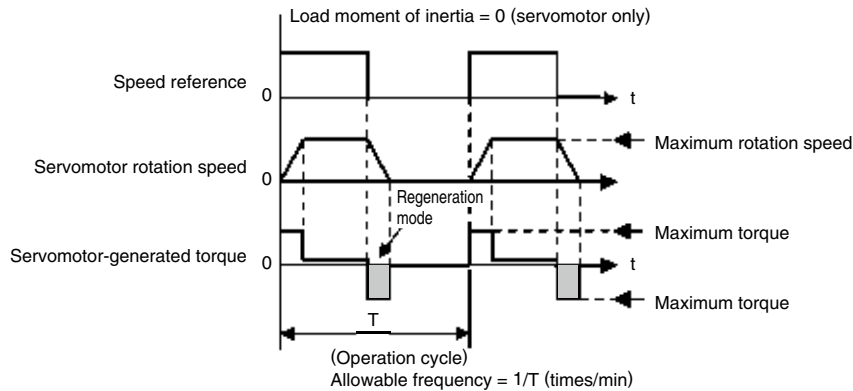 Load moment of inertia = 0 (servomotor only)
Speed reference
0
t
Maximum rotation speed
Servomotor rotation speed
0
Regeneration
mode
Maximum torque
Servomotor-generated torque
0
t
Maximum torque
T
(Operation cycle)
Allowable frequency = 1/T (times/min)